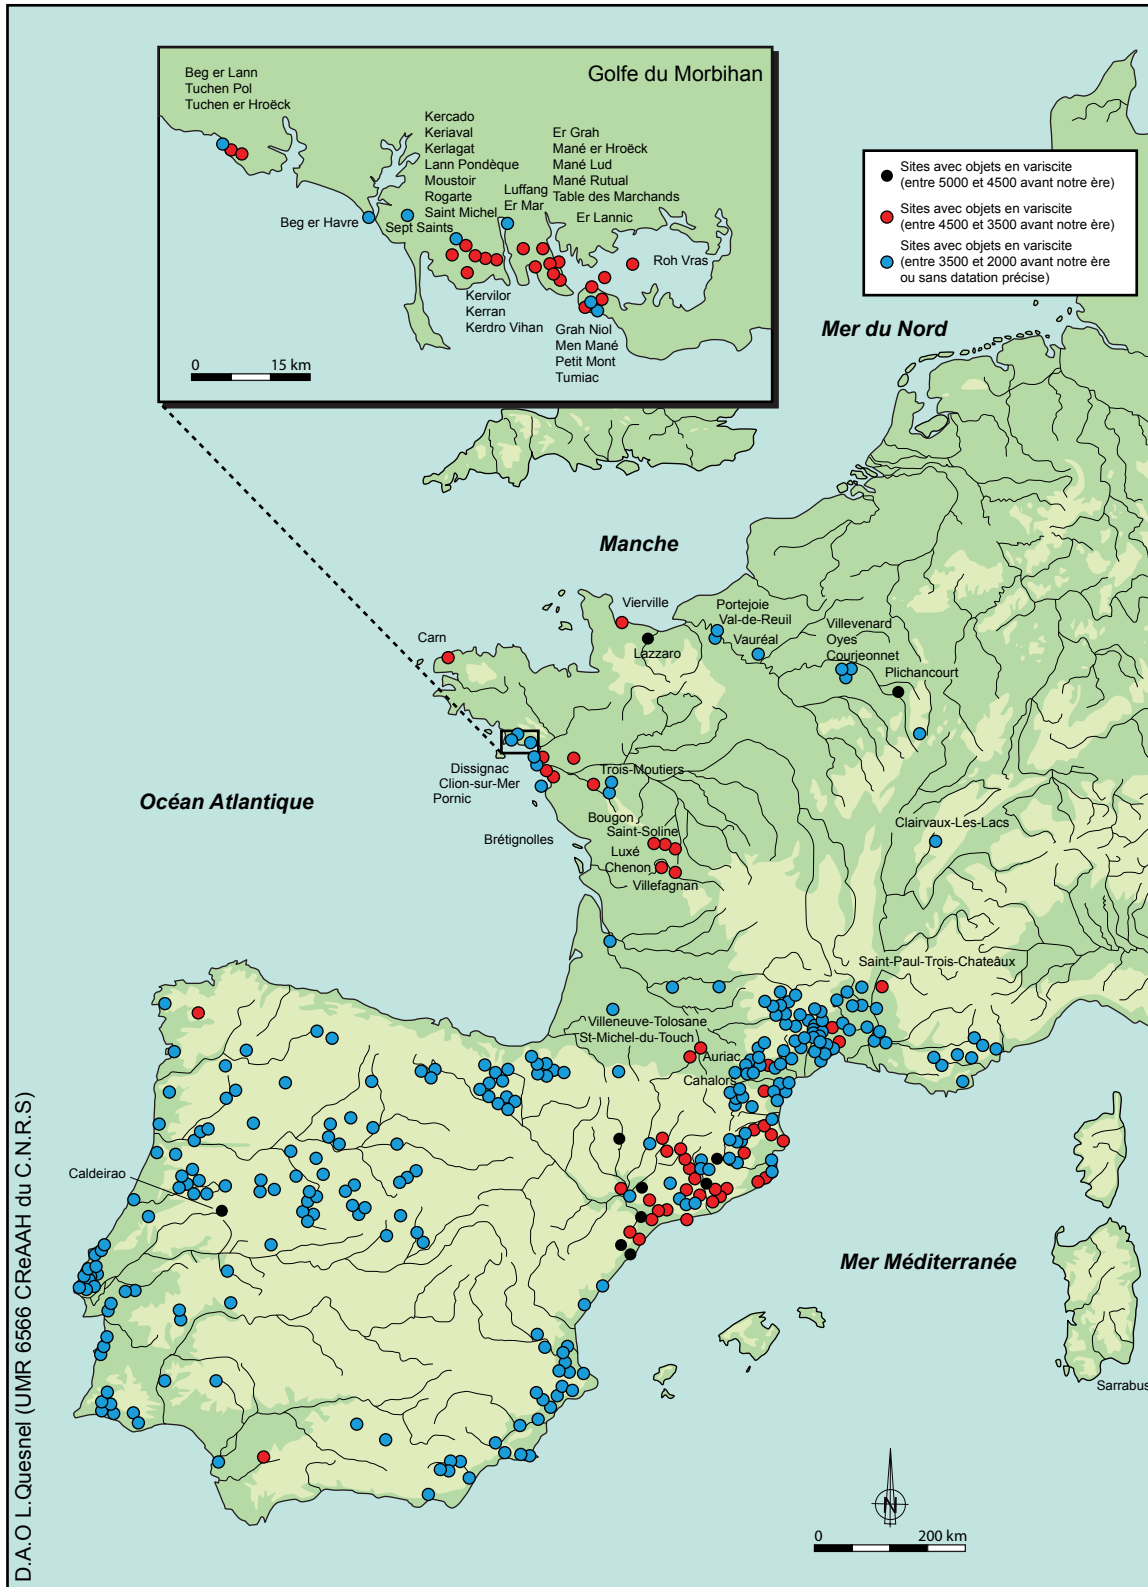 Golfe du Morbihan
Beg er Lann
Tuchen Pol
Tuchen er Hroëck
Kercado
Keriaval
Kerlagat
Lann Pondèque
Moustoir
Rogarte
Saint Michel
Er Grah
Mané er Hroëck
Mané Lud
Mané Rutual
Table des Marchands
Luffang
Er Mar
Er Lannic
Beg er Havre
Sept Saints
Roh Vras
Kervilor
Kerran
Kerdro Vihan
Grah Niol
Men Mané
Petit Mont
Tumiac
0 15 km
Sites avec objets en variscite
(entre 5000 et 4500 avant notre ère)
Sites avec objets en variscite
(entre 4500 et 3500 avant notre ère)
Sites avec objets en variscite
(entre 3500 et 2000 avant notre ère
ou sans datation précise)
Mer du Nord
Manche
Vierville
Lazzaro
Portejoie
Val-de-Reuil
Vauréal
Villevenard
Oyes
Courjeonnet
Plichancourt
Carn
Dissignac
Clion-sur-Mer
Pornic
Trois-Moutiers
Océan Atlantique
Brétignolles
Bougon
Saint-Soline
Luxé
Chenon
Villefagnan
Clairvaux-Les-Lacs
Saint-Paul-Trois-Chateâux
Villeneuve-Tolosane
St-Michel-du-Touch
Auriac
Cahalors
Caldeirao
Mer Méditerranée
Sarrabus
N
0 200 km
D.A.O L.Quesnel (UMR 6566 CReAAH du C.N.R.S)